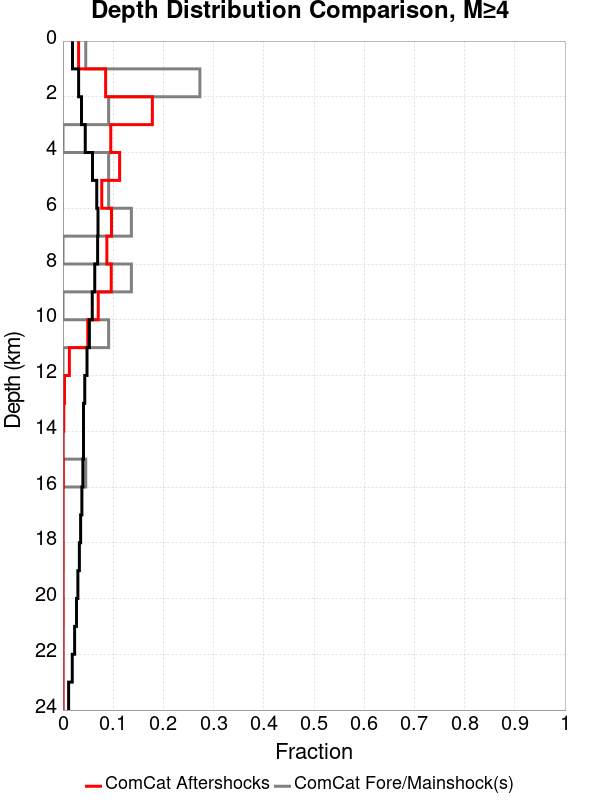 Depth Distribution Comparison, M≥4
0
2
4
6
8
10
12
14
16
18
20
22
24
Depth (km)
0 0.1 0.2 0.3 0.4 0.5 0.6 0.7 0.8 0.9 1
Fraction
ComCat Aftershocks ComCat Fore/Mainshock(s)